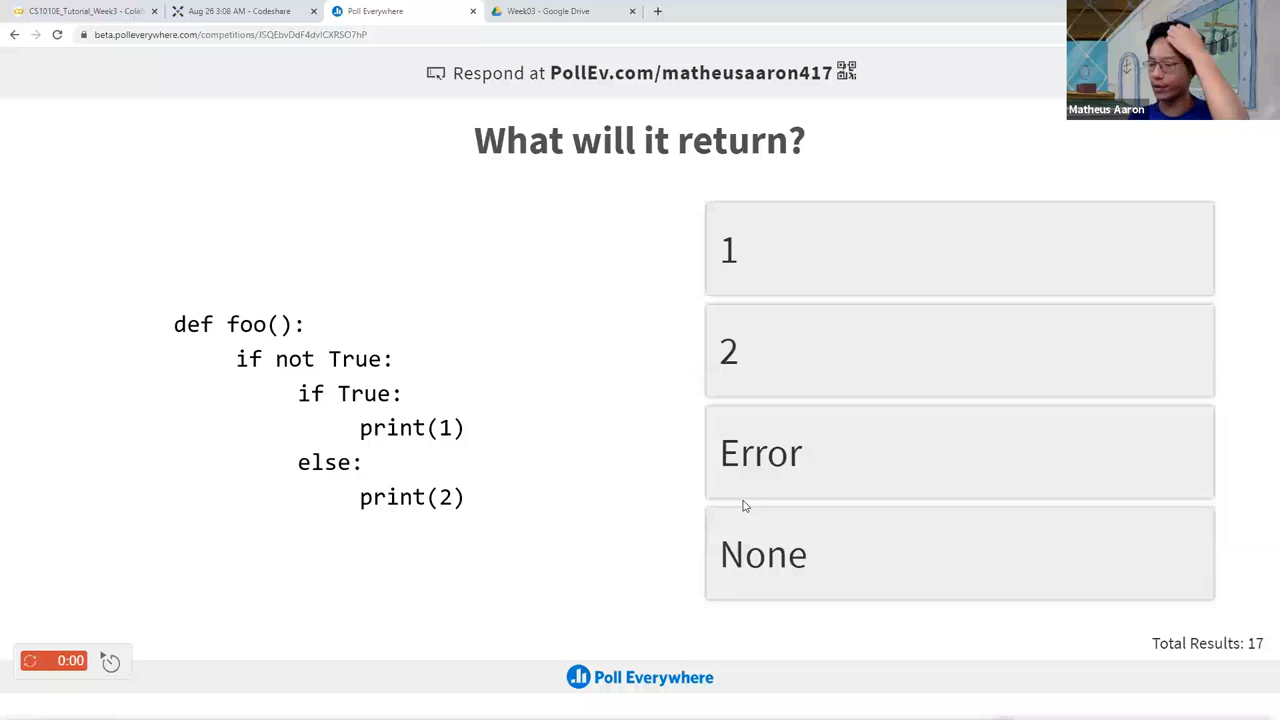 CS1010E_Tutorial_Week3 - Colab
Aug 26 3:08 AM - Codeshare
Poll Everywhere
Week03 - Google Drive
beta.polleverywhere.com/competitions/JSQEbvDdF4dvlCXRSO7hP
Respond at PollEv.com/matheusaaron417
Matheus Aaron
What will it return?
def foo():
if not True:
if True:
print(1)
else:
print(2)
1
2
Error
None
Total Results: 17
0:00
Poll Everywhere